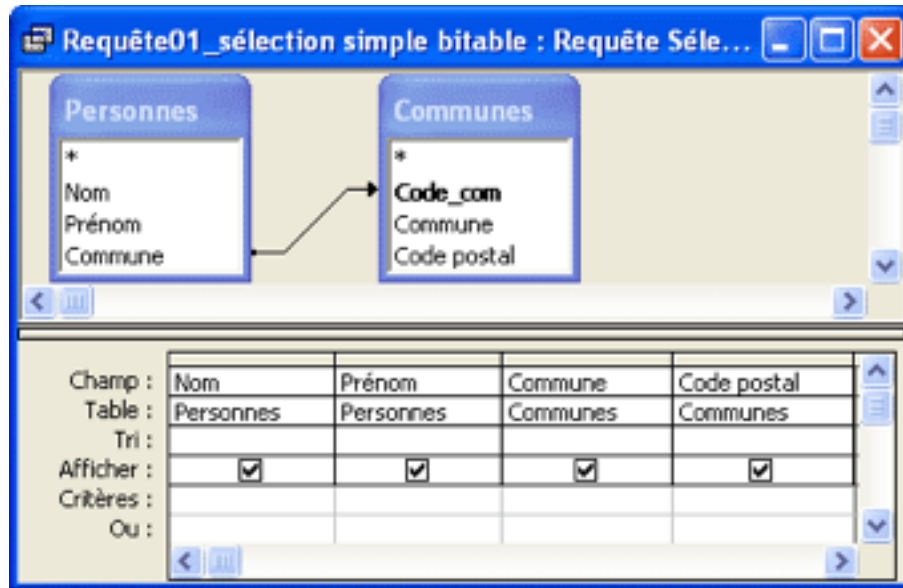 Requête01_sélection simple bitable : Requête Séle...
Personnes
*
Nom
Prénom
Commune
Communes
*
Code_com
Commune
Code postal
Champ : Nom Prénom Commune Code postal
Table : Personnes Personnes Communes Communes
Tri :
Afficher :
Critères :
Ou :